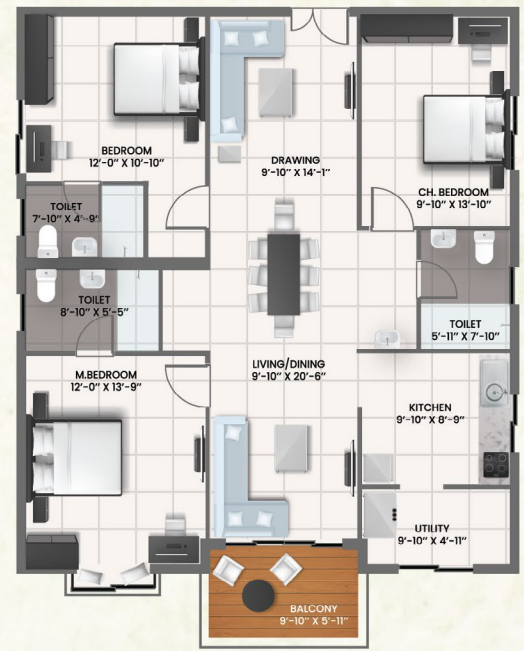 BEDROOM
12'-0" X 10'-10"
DRAWING
9'-10" X 14'-1"
CH. BEDROOM
9'-10" X 13'-10"
TOILET
7'-10" X 4'-9"
TOILET
8'-10" X 5'-5"
TOILET
5'-11" X 7'-10"
M.BEDROOM
12'-0" X 13'-9"
LIVING/DINING
9'-10" X 20'-6"
KITCHEN
9'-10" X 8'-9"
UTILITY
9'-10" X 4'-11"
BALCONY
9'-10" X 5'-11"